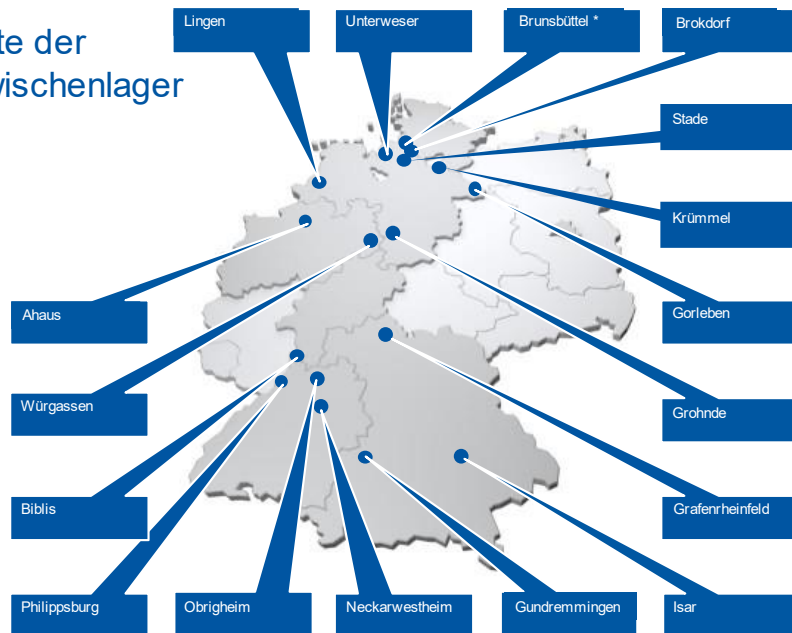 te der
wischenlager
Lingen
Unterweser
Brunsbüttel *
Brokdorf
Stade
Krümmel
Ahaus
Gorleben
Würgassen
Grohnde
Biblis
Grafenrheinfeld
Philippsburg
Obrigheim
Neckarwestheim
Gundremmingen
Isar